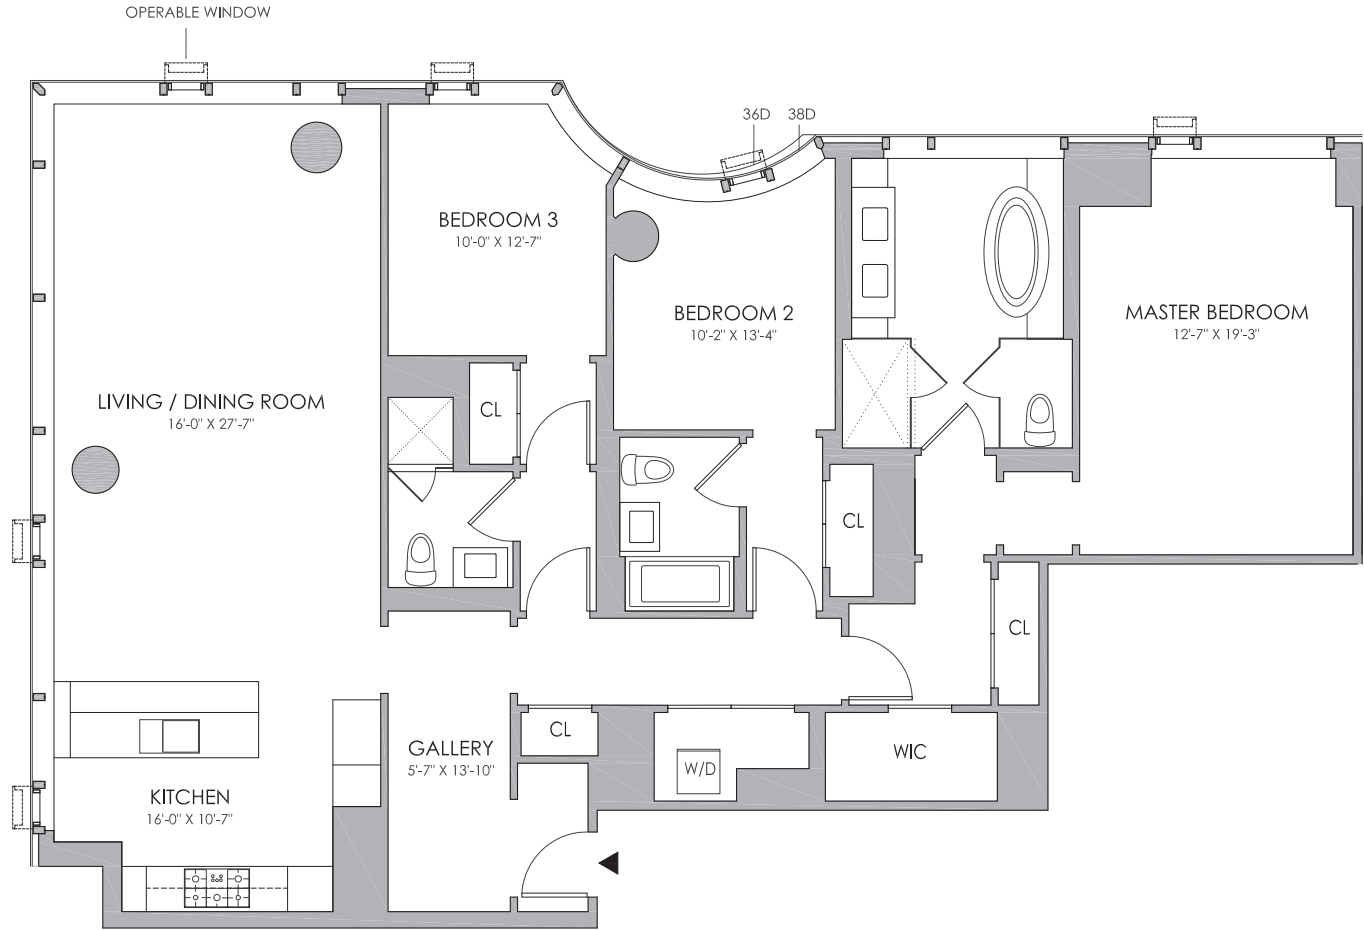 OPERABLE WINDOW
36D
38D
BEDROOM 3
10'-0" X 12'-7"
BEDROOM 2
10'-2" X 13'-4"
MASTER BEDROOM
12'-7" X 19'-3"
LIVING / DINING ROOM
16'-0" X 27'-7"
CL
CL
CL
CL
GALLERY
5'-7" X 13'-10"
W/D
WIC
KITCHEN
16'-0" X 10'-7"